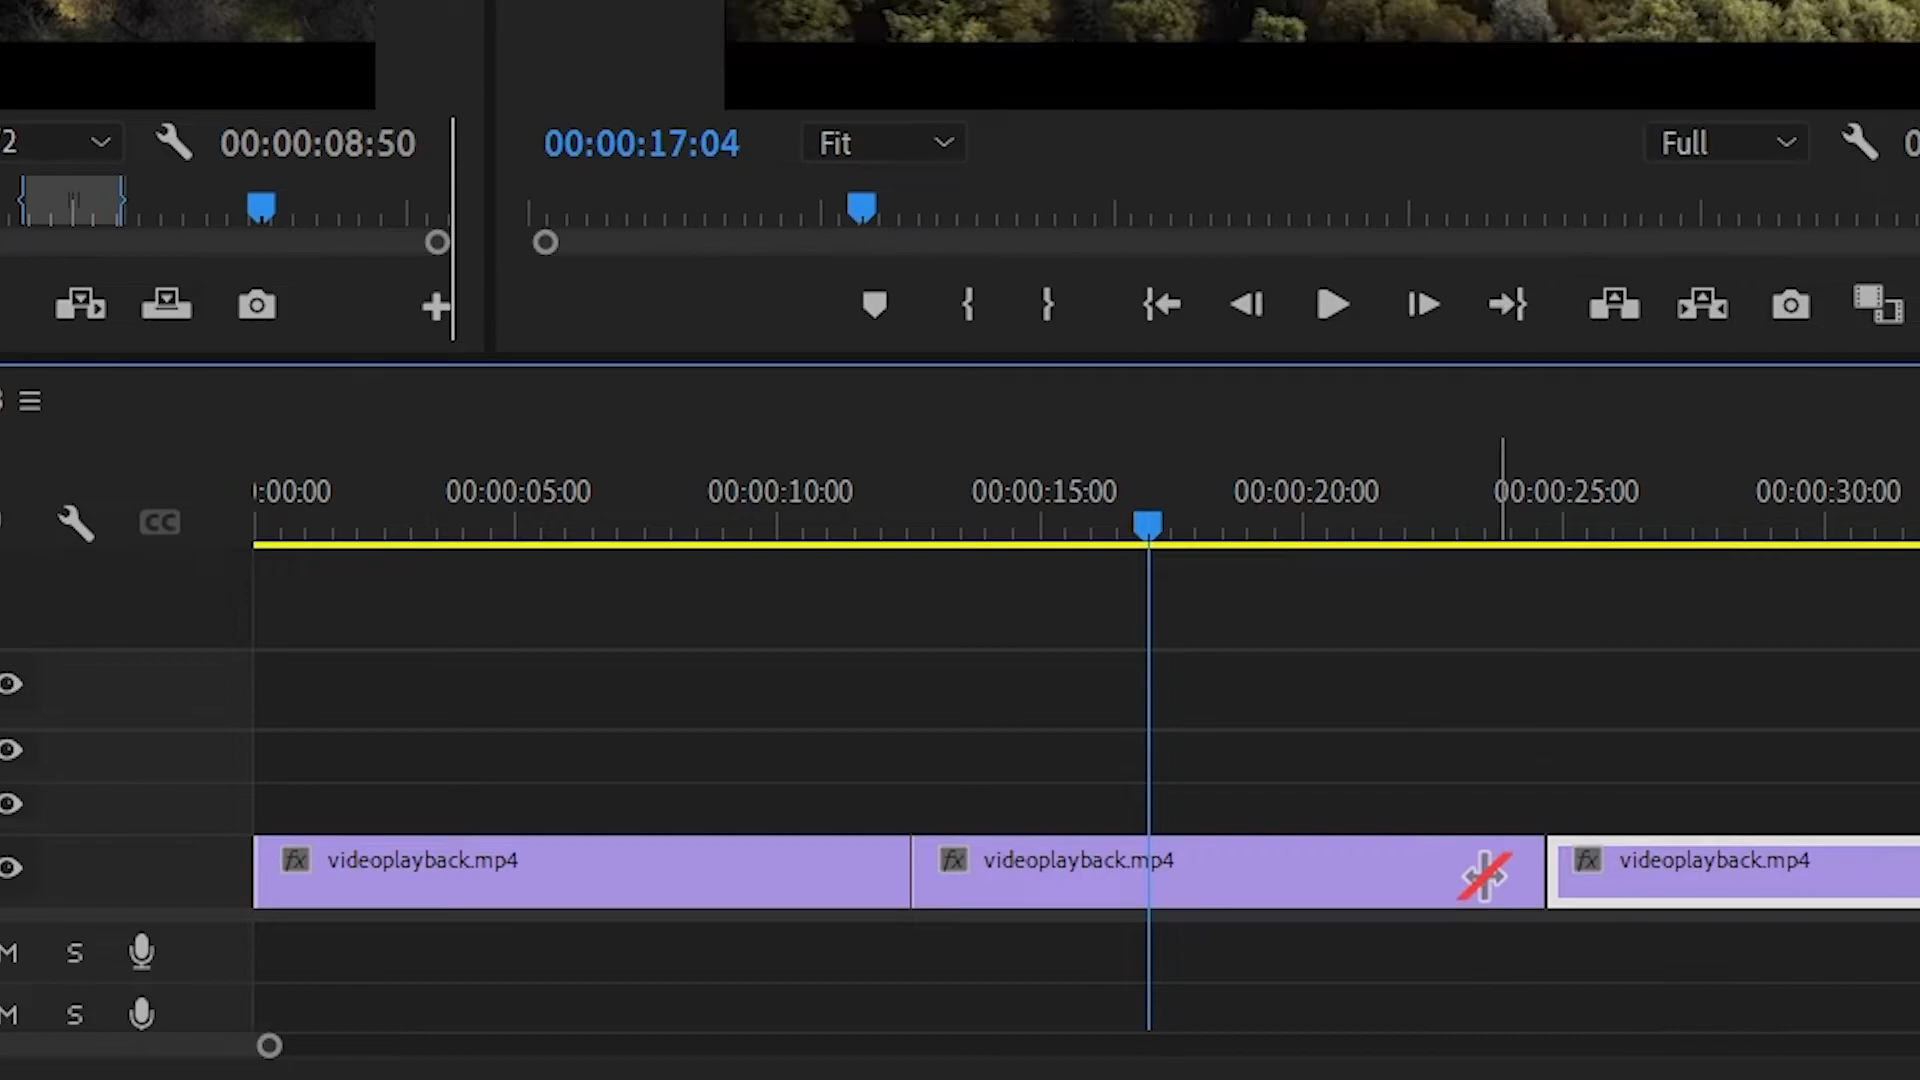 /2 00:00:08:50 00:00:17:04 Fit Full 0
:00:00 00:00:05:00 00:00:10:00 00:00:15:00 00:00:20:00 00:00:25:00 00:00:30:00
CC
fx videoplayback.mp4 fx videoplayback.mp4 fx videoplayback.mp4
M S
M S